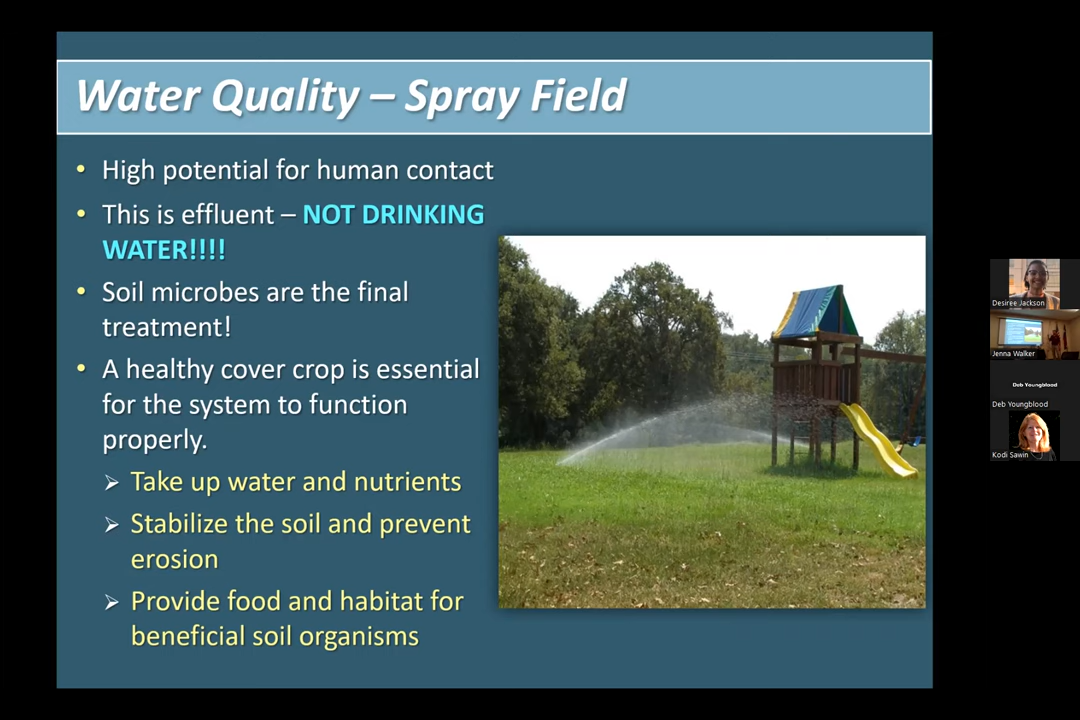 Water Quality – Spray Field
• High potential for human contact
• This is effluent – NOT DRINKING
WATER!!!!
• Soil microbes are the final
treatment!
• A healthy cover crop is essential
for the system to function
properly.
➢ Take up water and nutrients
➢ Stabilize the soil and prevent
erosion
➢ Provide food and habitat for
beneficial soil organisms
Desiree Jackson
Jenna Walker
Deb Youngblood
Deb Youngblood
Kodi Sawin